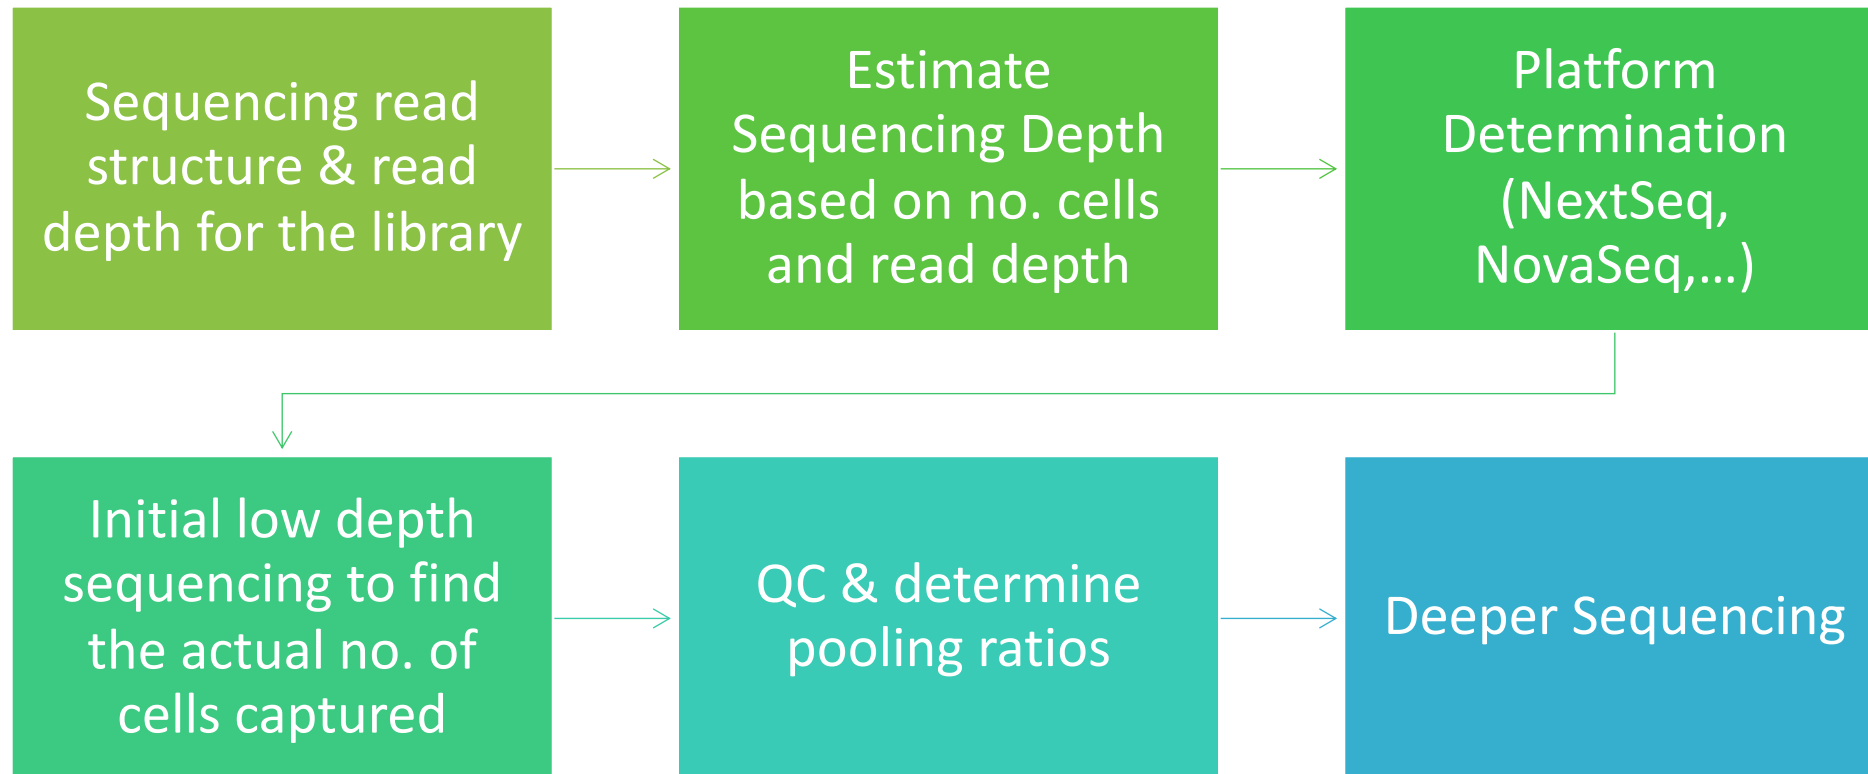 Sequencing read
structure & read
depth for the library
Estimate
Sequencing Depth
based on no. cells
and read depth
Platform
Determination
(NextSeq,
NovaSeq,...)
Initial low depth
sequencing to find
the actual no. of
cells captured
QC & determine
pooling ratios
Deeper Sequencing